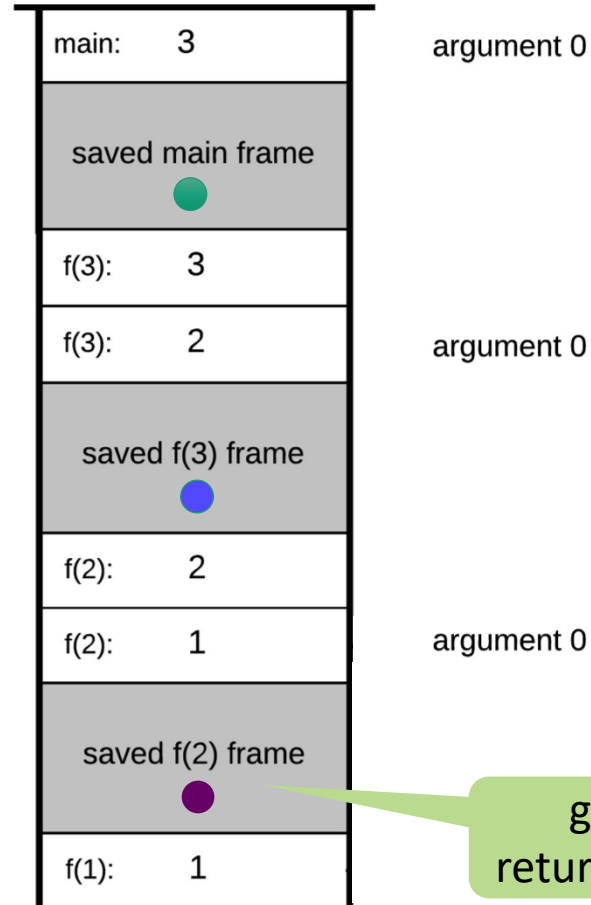 main: 3 argument 0
saved main frame
f(3): 3
f(3): 2 argument 0
saved f(3) frame
f(2): 2
f(2): 1 argument 0
saved f(2) frame
f(1): 1